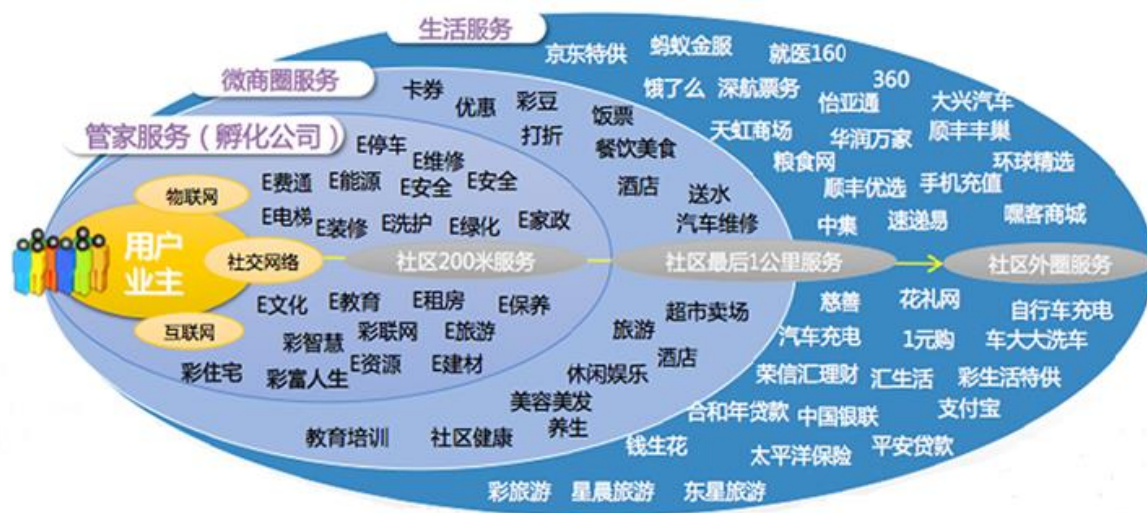 生活服务
京东特供 蚂蚁金服 就医160
微商圈服务
卡券 优惠 彩豆 饭票
饿了么 深航票务 360
怡亚通 大兴汽车
管家服务（孵化公司）
打折 餐饮美食
天虹商场 华润万家 顺丰丰巢
E停车 E维修
粮食网 环球精选
物联网
E费通 E能源 E安全 E安全
酒店 送水
顺丰优选 手机充值
E电梯 E装修 E洗护 E绿化 E家政
汽车维修
中集 速递易 嘿客商城
用户
业主
社交网络
社区200米服务
社区最后1公里服务
社区外圈服务
互联网
E文化 E教育 E租房 E保养
超市卖场
慈善 花礼网 自行车充电
彩智慧 彩联网 E旅游
旅游
汽车充电 1元购 车大大洗车
彩住宅 彩富人生 E资源 E建材
休闲娱乐 酒店
荣信汇理财 汇生活 彩生活特供
美容美发
合和年贷款 中国银联 支付宝
教育培训 社区健康 养生
钱生花 太平洋保险 平安贷款
彩旅游 星晨旅游 东星旅游